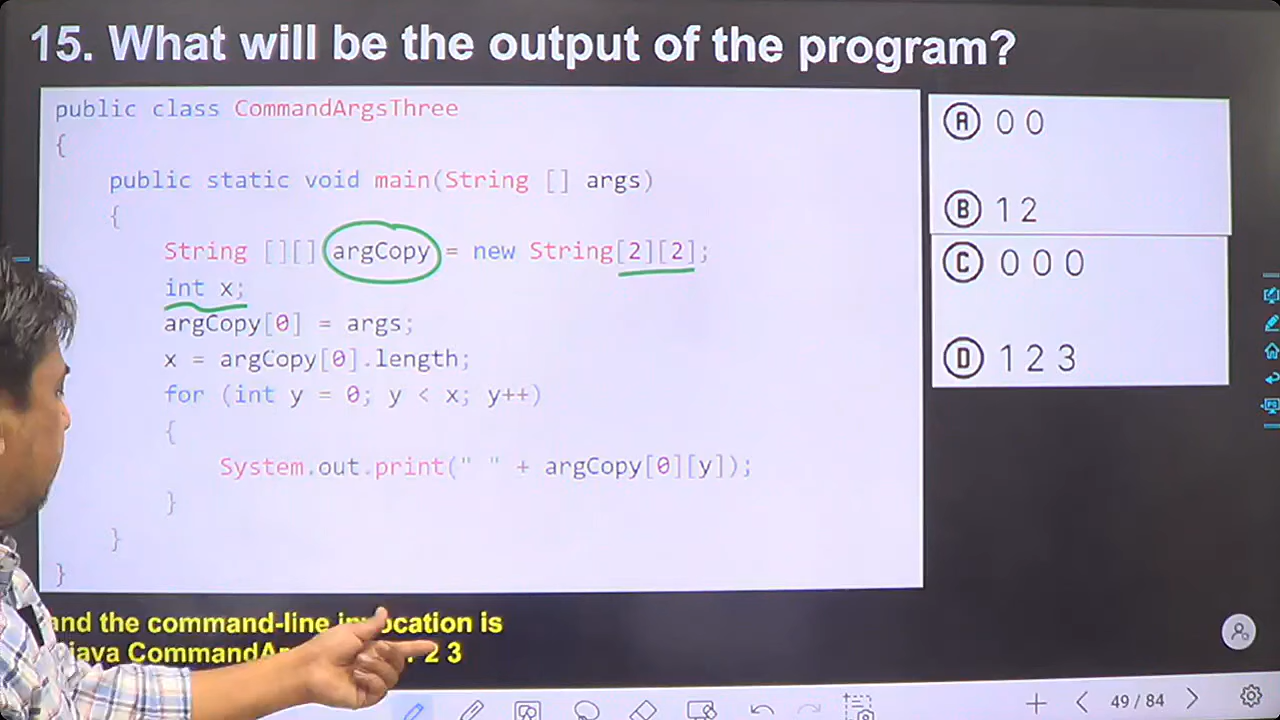 15. What will be the output of the program?
public class CommandArgsThree
{
public static void main(String [] args)
{
String [][] argCopy = new String[2][2];
int x;
argCopy[0] = args;
x = argCopy[0].length;
for (int y = 0; y < x; y++)
{
System.out.print(" " + argCopy[0][y]);
}
}
}
A 0 0
B 1 2
C 0 0 0
D 1 2 3
and the command-line invocation is
java 2 3
49 / 84